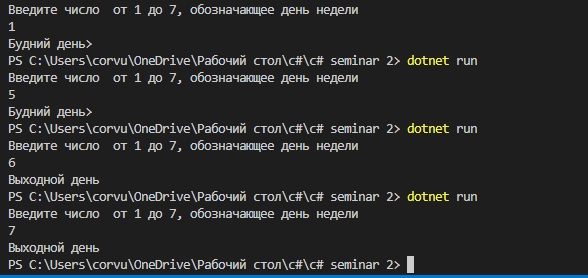 Введите число  от 1 до 7, обозначающее день недели
1
Будний день>
PS C:\Users\corvu\OneDrive\Рабочий стол\c#\c# seminar 2> dotnet run
Введите число  от 1 до 7, обозначающее день недели
5
Будний день>
PS C:\Users\corvu\OneDrive\Рабочий стол\c#\c# seminar 2> dotnet run
Введите число  от 1 до 7, обозначающее день недели
6
Выходной день
PS C:\Users\corvu\OneDrive\Рабочий стол\c#\c# seminar 2> dotnet run
Введите число  от 1 до 7, обозначающее день недели
7
Выходной день
PS C:\Users\corvu\OneDrive\Рабочий стол\c#\c# seminar 2>